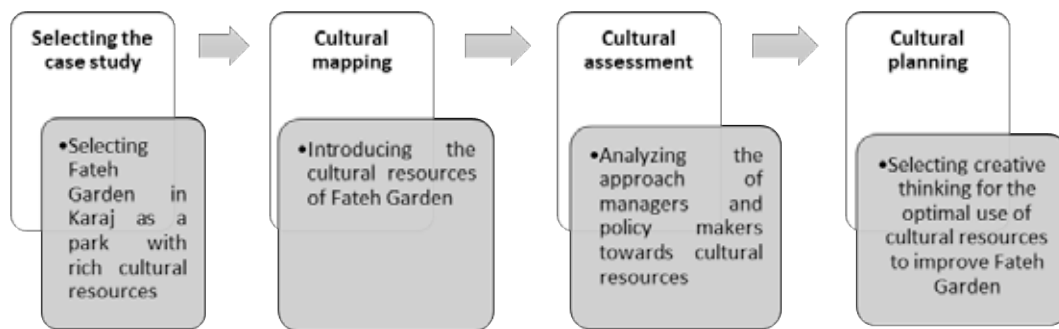 Selecting the
case study
•Selecting
Fateh
Garden in
Karaj as a
park with
rich cultural
resources
Cultural
mapping
•Introducing the
cultural resources
of Fateh Garden
Cultural
assessment
•Analyzing the
approach of
managers and
policy makers
towards cultural
resources
Cultural
planning
•Selecting creative
thinking for the
optimal use of
cultural resources
to improve Fateh
Garden